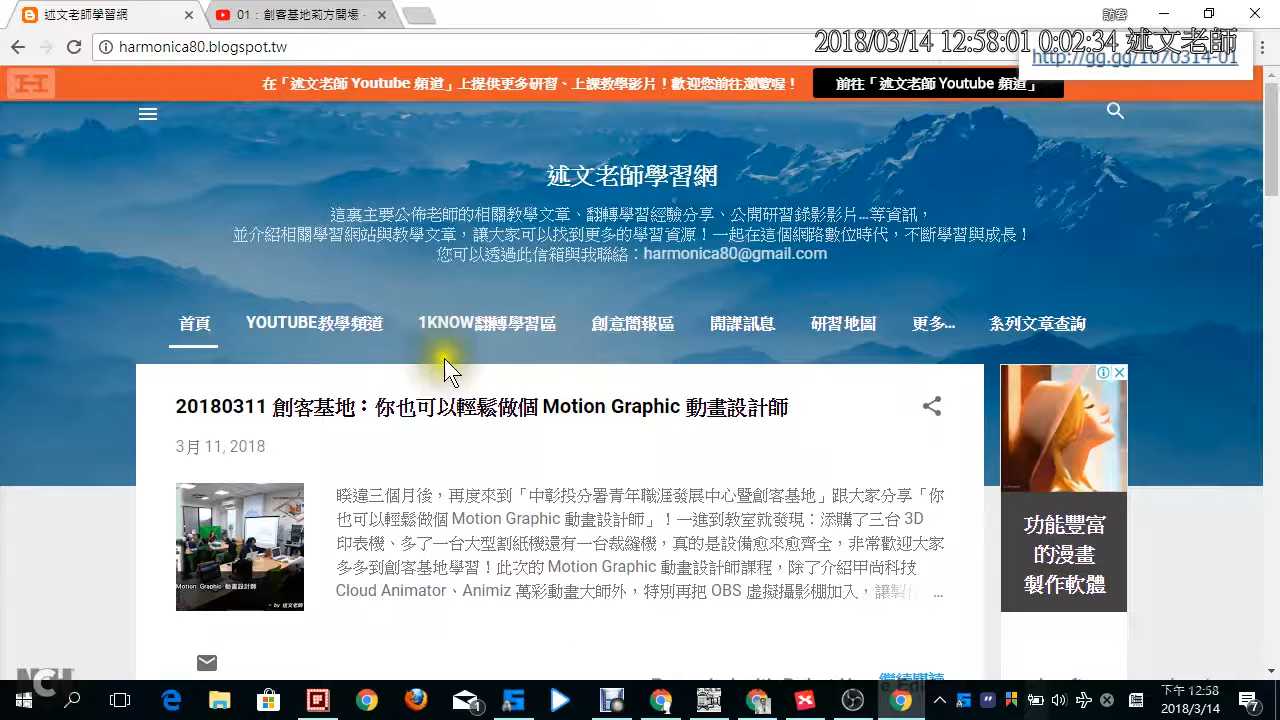 述文老師學習網
01：創客基地莉方開場 -
訪客
harmonica80.blogspot.tw
2018/03/14 12:58:01 0:02:34 述文老師
http://gg.gg/1070314-01
在「述文老師 Youtube 頻道」上提供更多研習、上課教學影片！歡迎您前往瀏覽喔！
前往「述文老師 Youtube 頻道」
述文老師學習網
這裏主要公佈老師的相關教學文章、翻轉學習經驗分享、公開研習錄影影片...等資訊，
並介紹相關學習網站與教學文章，讓大家可以找到更多的學習資源！一起在這個網路數位時代，不斷學習與成長！
您可以透過此信箱與我聯絡：harmonica80@gmail.com
首頁 YOUTUBE教學頻道 1KNOW翻轉學習區 創意簡報區 開課訊息 研習地圖 更多... 系列文章查詢
20180311 創客基地：你也可以輕鬆做個 Motion Graphic 動畫設計師
3月 11, 2018
睽違三個月後，再度來到「中彰投分署青年職涯發展中心暨創客基地」跟大家分享「你
也可以輕鬆做個 Motion Graphic 動畫設計師」！一進到教室就發現：添購了三台 3D
印表機、多了一台大型割紙機還有一台裁縫機，真的是設備愈來愈齊全，非常歡迎大家
多多到創客基地學習！此次的 Motion Graphic 動畫設計師課程，除了介紹甲尚科技
Cloud Animator、Animiz 萬彩動畫大師外，特別再把 OBS 虛擬攝影棚加入，讓製作 ...
Motion Graphic 動畫設計師
~ by 述文老師
功能豐富
的漫畫
製作軟體
繼續閱讀
NCH
下午 12:58
2018/3/14